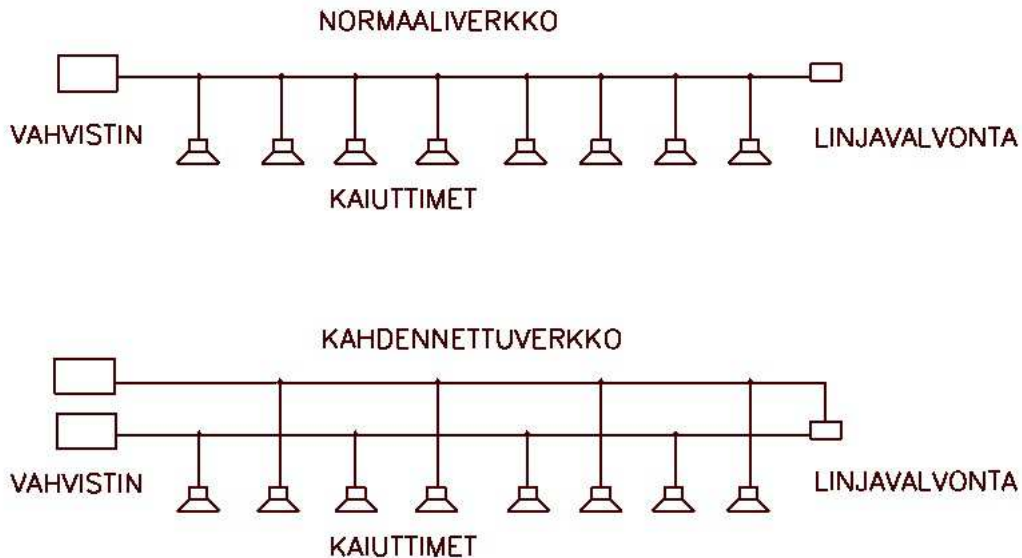 NORMAALIVERKKO
VAHVISTIN
LINJAVALVONTA
KAIUTTIMET
KAHDENNETTUVERKKO
VAHVISTIN
LINJAVALVONTA
KAIUTTIMET